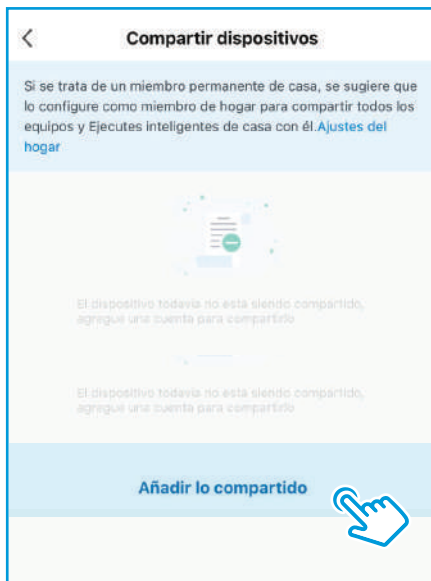 Compartir dispositivos
Si se trata de un miembro permanente de casa, se sugiere que
lo configure como miembro de hogar para compartir todos los
equipos y Ejecutes inteligentes de casa con él.Ajustes del
hogar
El dispositivo todavía no está siendo compartido,
agregue una cuenta para compartirlo
El dispositivo todavía no está siendo compartido,
agregue una cuenta para compartirlo
Añadir lo compartido